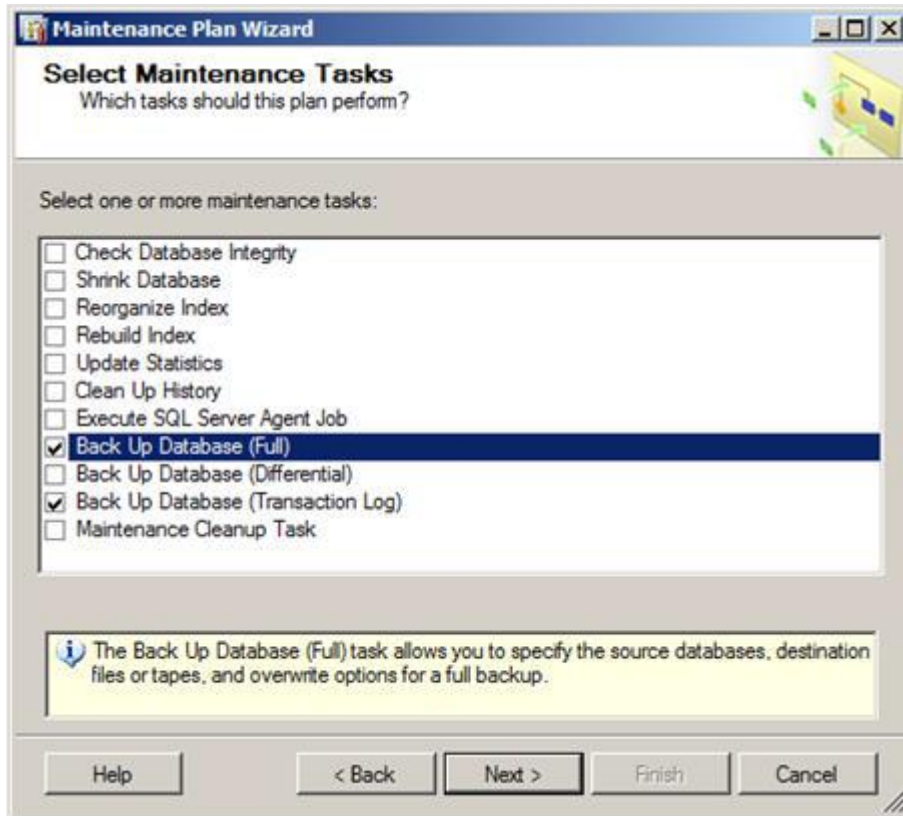 Maintenance Plan Wizard
Select Maintenance Tasks
Which tasks should this plan perform?
Select one or more maintenance tasks:
Check Database Integrity
Shrink Database
Reorganize Index
Rebuild Index
Update Statistics
Clean Up History
Execute SQL Server Agent Job
Back Up Database (Full)
Back Up Database (Differential)
Back Up Database (Transaction Log)
Maintenance Cleanup Task
The Back Up Database (Full) task allows you to specify the source databases, destination
files or tapes, and overwrite options for a full backup.
Help < Back Next > Finish Cancel